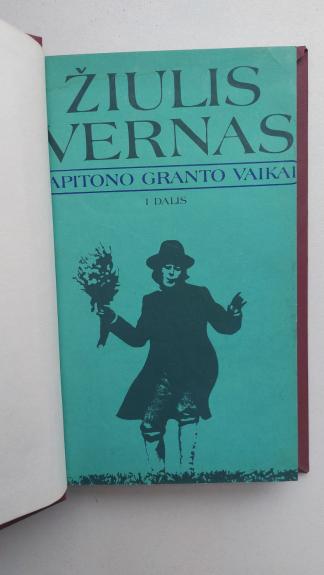 ŽIULIS
VERNAS
APITONO GRANTO VAIKAI
I DALIS